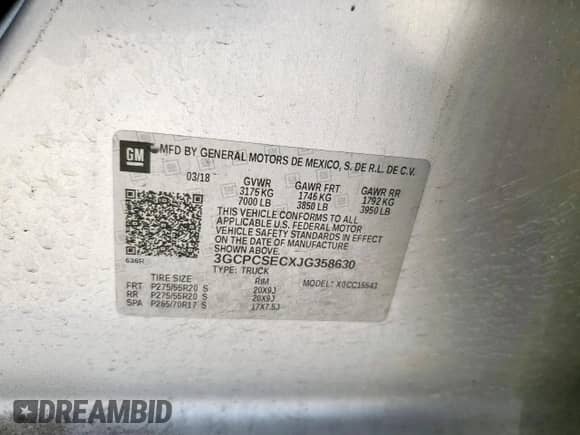 GM MFD BY GENERAL MOTORS DE MEXICO, S. DE R.L. DE C.V.
03/18 GVWR GAWR FRT GAWR RR
3175 KG 1746 KG 1792 KG
7000 LB 3850 LB 3950 LB
THIS VEHICLE CONFORMS TO ALL
APPLICABLE U.S. FEDERAL MOTOR
VEHICLE SAFETY STANDARDS IN EFFECT
ON THE DATE OF MANUFACTURE
SHOWN ABOVE.
636R 3GCPCSECXJG358630
TYPE: TRUCK
TIRE SIZE RIM MODEL: X0CC15543
FRT P275/55R20 S 20X9J
RR P275/55R20 S 20X9J
SPA P265/70R17 S 17X7.5J
DREAMBID